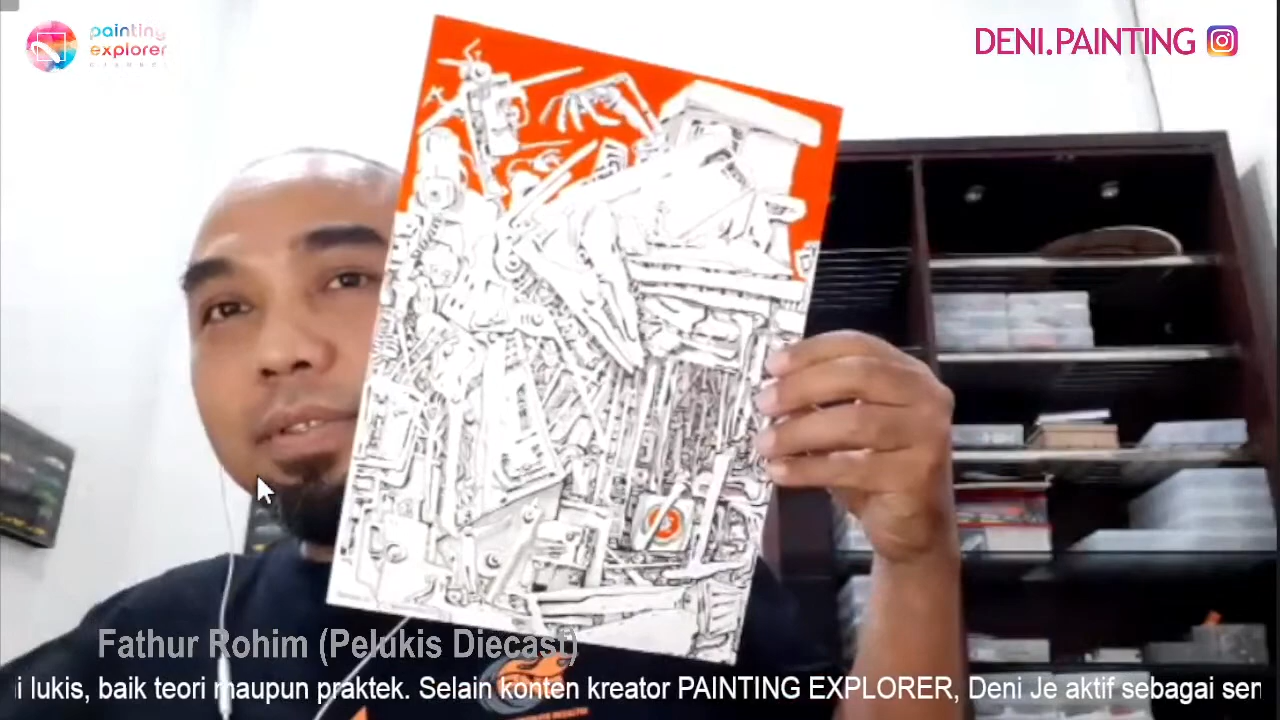 painting
explorer
CHANNEL
DENI.PAINTING
Fathur Rohim (Pelukis Diecast)
i lukis, baik teori maupun praktek. Selain konten kreator PAINTING EXPLORER, Deni Je aktif sebagai sen